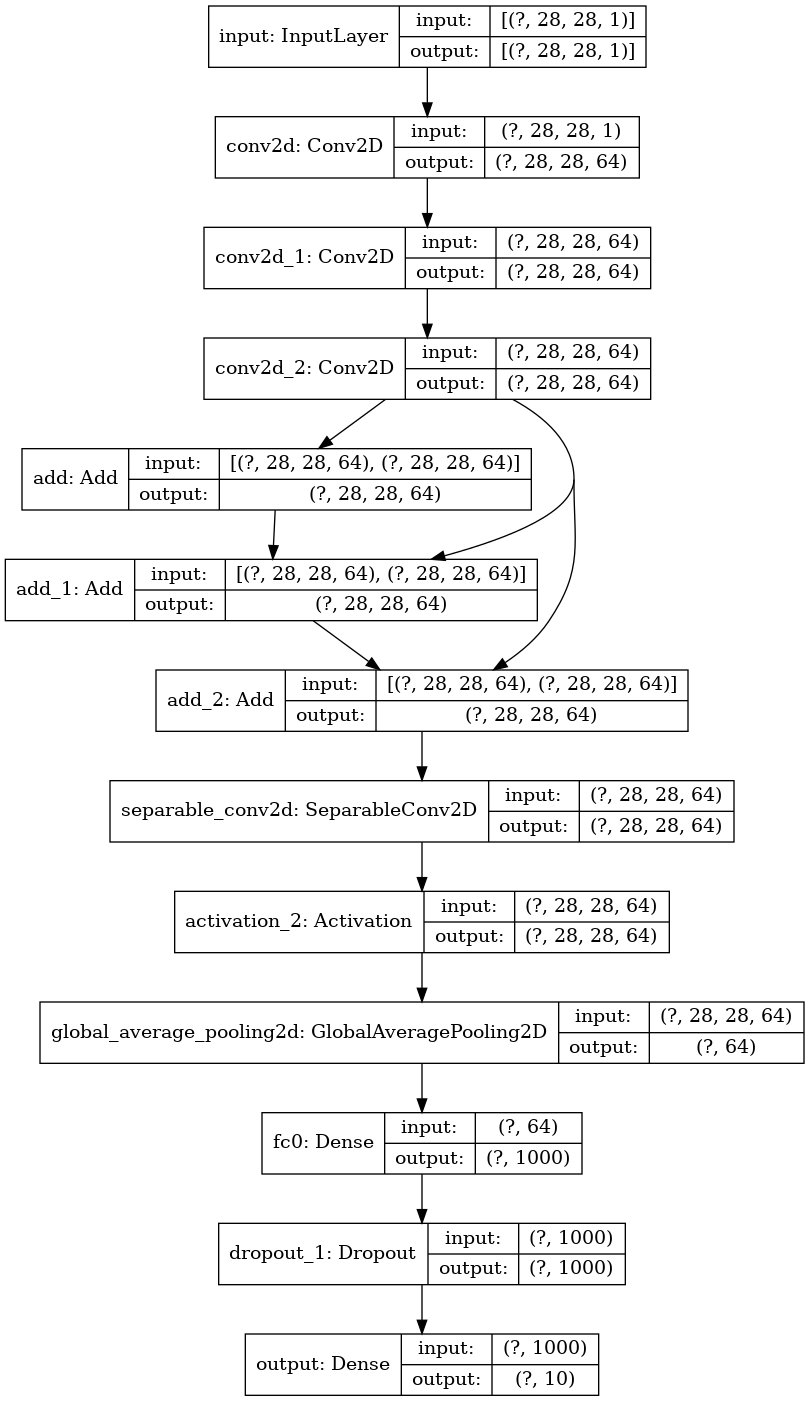 input: InputLayer
input:
[(?, 28, 28, 1)]
output:
[(?, 28, 28, 1)]
conv2d: Conv2D
input:
(?, 28, 28, 1)
output:
(?, 28, 28, 64)
conv2d_1: Conv2D
input:
(?, 28, 28, 64)
output:
(?, 28, 28, 64)
conv2d_2: Conv2D
input:
(?, 28, 28, 64)
output:
(?, 28, 28, 64)
add: Add
input:
[(?, 28, 28, 64), (?, 28, 28, 64)]
output:
(?, 28, 28, 64)
add_1: Add
input:
[(?, 28, 28, 64), (?, 28, 28, 64)]
output:
(?, 28, 28, 64)
add_2: Add
input:
[(?, 28, 28, 64), (?, 28, 28, 64)]
output:
(?, 28, 28, 64)
separable_conv2d: SeparableConv2D
input:
(?, 28, 28, 64)
output:
(?, 28, 28, 64)
activation_2: Activation
input:
(?, 28, 28, 64)
output:
(?, 28, 28, 64)
global_average_pooling2d: GlobalAveragePooling2D
input:
(?, 28, 28, 64)
output:
(?, 64)
fc0: Dense
input:
(?, 64)
output:
(?, 1000)
dropout_1: Dropout
input:
(?, 1000)
output:
(?, 1000)
output: Dense
input:
(?, 1000)
output:
(?, 10)